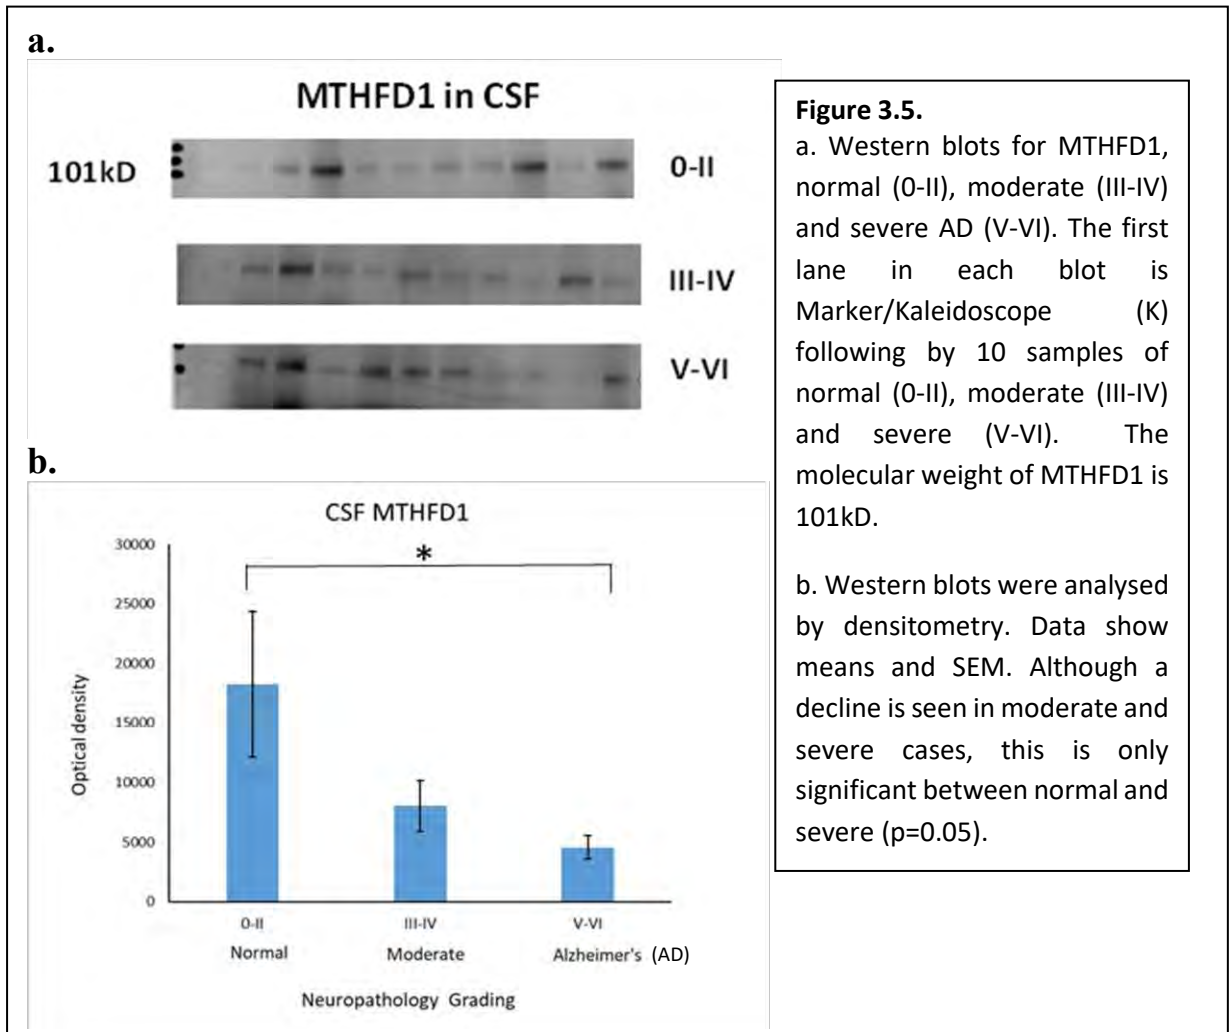 a.
MTHFD1 in CSF
101kD
0-II
III-IV
V-VI
b.
CSF MTHFD1
30000
*
25000
20000
15000
10000
5000
0
Optical density
0-II III-IV V-VI
Normal Moderate Alzheimer's (AD)
Neuropathology Grading
Figure 3.5.
a. Western blots for MTHFD1,
normal (0-II), moderate (III-IV)
and severe AD (V-VI). The first
lane in each blot is
Marker/Kaleidoscope (K)
following by 10 samples of
normal (0-II), moderate (III-IV)
and severe (V-VI). The
molecular weight of MTHFD1 is
101kD.
b. Western blots were analysed
by densitometry. Data show
means and SEM. Although a
decline is seen in moderate and
severe cases, this is only
significant between normal and
severe (p=0.05).